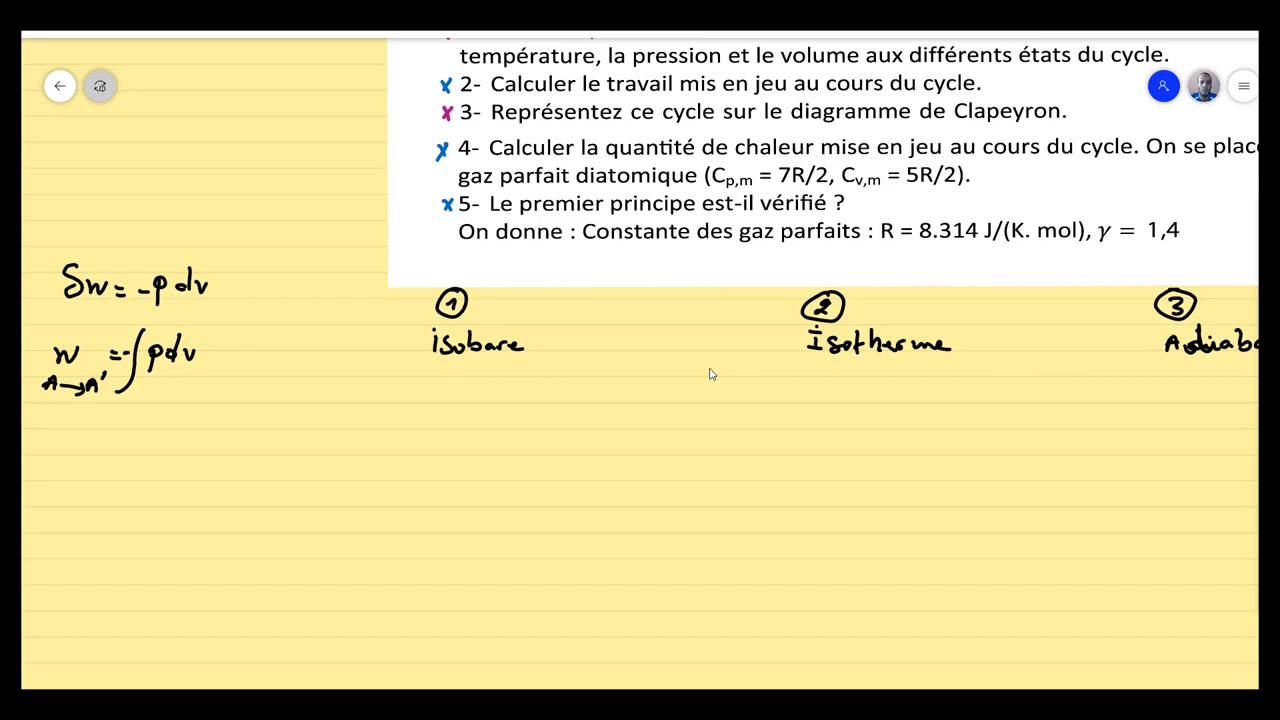 température, la pression et le volume aux différents états du cycle.
x 2- Calculer le travail mis en jeu au cours du cycle.
x 3- Représentez ce cycle sur le diagramme de Clapeyron.
x 4- Calculer la quantité de chaleur mise en jeu au cours du cycle. On se plac
gaz parfait diatomique (Cp,m = 7R/2, Cv,m = 5R/2).
x 5- Le premier principe est-il vérifié ?
On donne : Constante des gaz parfaits : R = 8.314 J/(K. mol), γ = 1,4
δw = -p dv
① ② ③
isobare Isotherme Adiaba
w A→A' = -∫ p dv